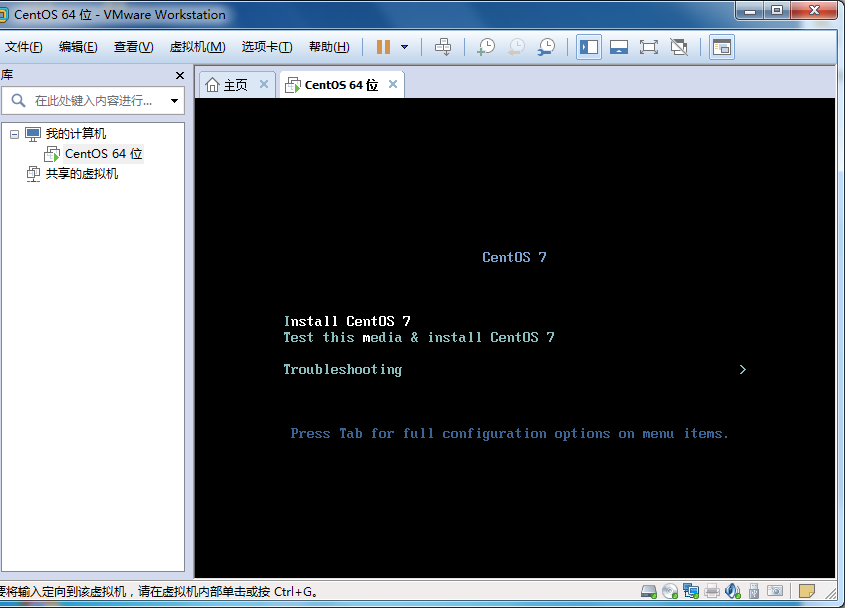 CentOS 64 位 - VMware Workstation
文件(F) 编辑(E) 查看(V) 虚拟机(M) 选项卡(T) 帮助(H)
库
在此处键入内容进行...
我的计算机
CentOS 64 位
共享的虚拟机
主页 CentOS 64 位
CentOS 7
Install CentOS 7
Test this media & install CentOS 7
Troubleshooting >
Press Tab for full configuration options on menu items.
要将输入定向到该虚拟机，请在虚拟机内部单击或按 Ctrl+G。